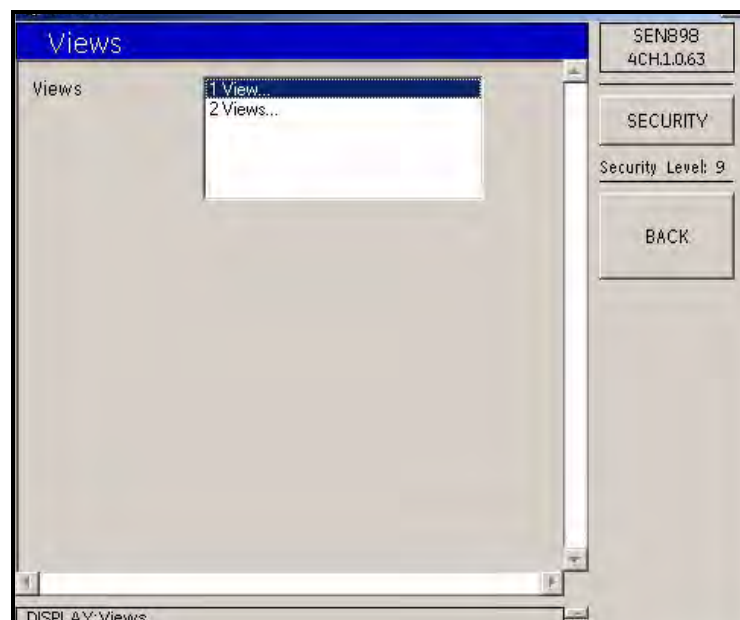 Views
Views
1 View...
2 Views...
SEN898
4CH.1.0.63
SECURITY
Security Level: 9
BACK
DISPLAY:Views